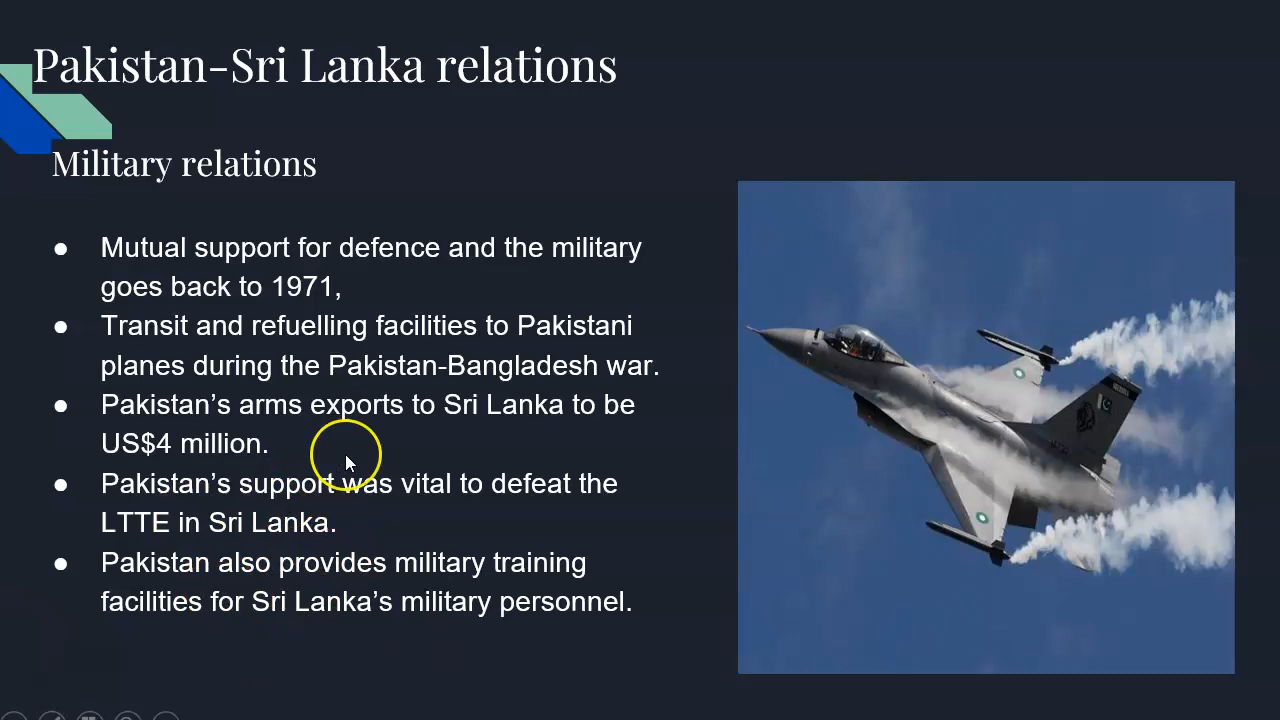 Pakistan-Sri Lanka relations
Military relations
● Mutual support for defence and the military
goes back to 1971,
● Transit and refuelling facilities to Pakistani
planes during the Pakistan-Bangladesh war.
● Pakistan’s arms exports to Sri Lanka to be
US$4 million.
● Pakistan’s support was vital to defeat the
LTTE in Sri Lanka.
● Pakistan also provides military training
facilities for Sri Lanka’s military personnel.